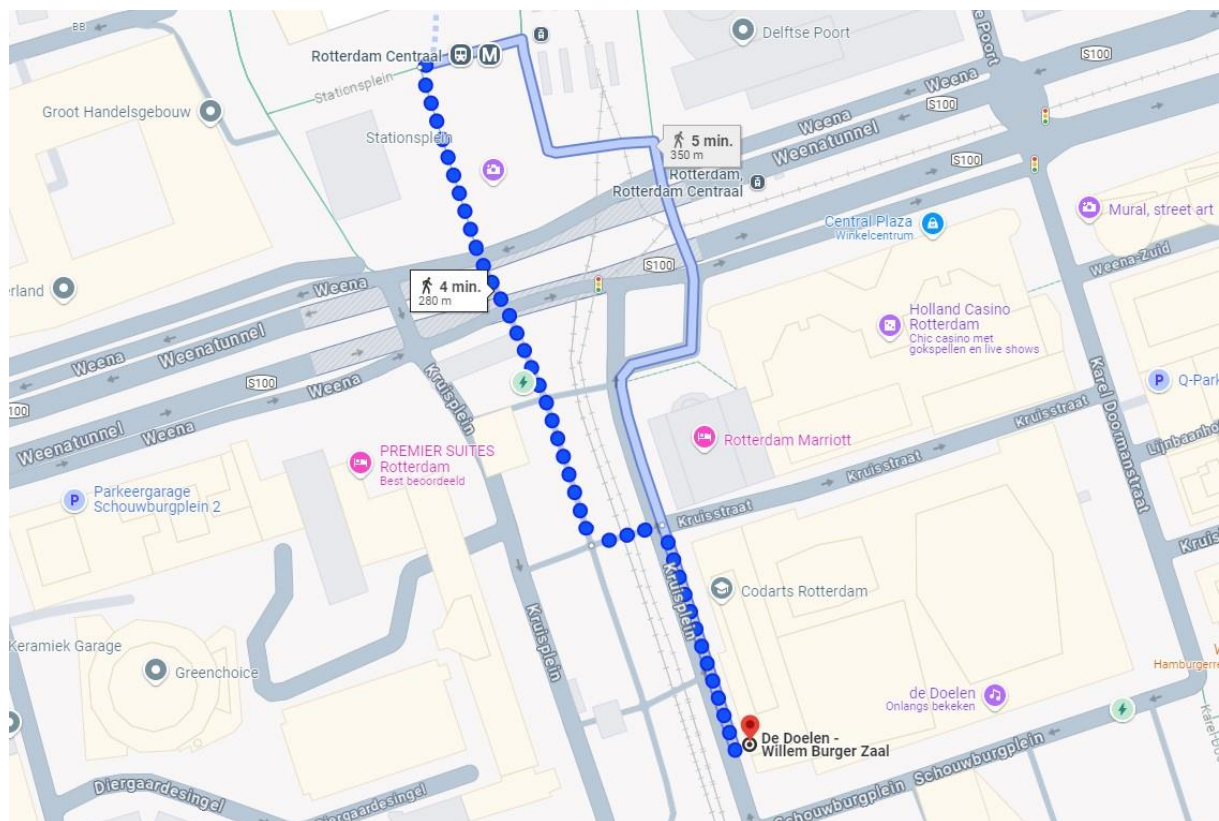 BB
Rotterdam Centraal
M
Delftse Poort
Poort
S100
Groot Handelsgebouw
Stationsplein
Weena
S100
Stationsplein
5 min.
350 m
Weenatunnel
S100
Rotterdam,
Rotterdam Centraal
Mural, street art
Central Plaza
Winkelcentrum
Weena-Zuid
erland
Weena
4 min.
280 m
S100
Holland Casino
Rotterdam
Chic casino met
gokspellen en live shows
Weena
Weenatunnel
S100
Kruisplein
Karel Doormanstraat
P
Q-Park
100
Weenatunnel
Weena
Kruisstraat
PREMIER SUITES
Rotterdam
Best beoordeeld
Rotterdam Marriott
Kruisstraat
P
Parkeergarage
Schouwburgplein 2
Kruisstraat
Kruisplein
Codarts Rotterdam
Keramiek Garage
Greenchoice
Kruisplein
de Doelen
Onlangs bekeken
De Doelen -
Willem Burger Zaal
Schouwburgplein
Schouwburgplein
Diergaardesingel
Diergaardesingel